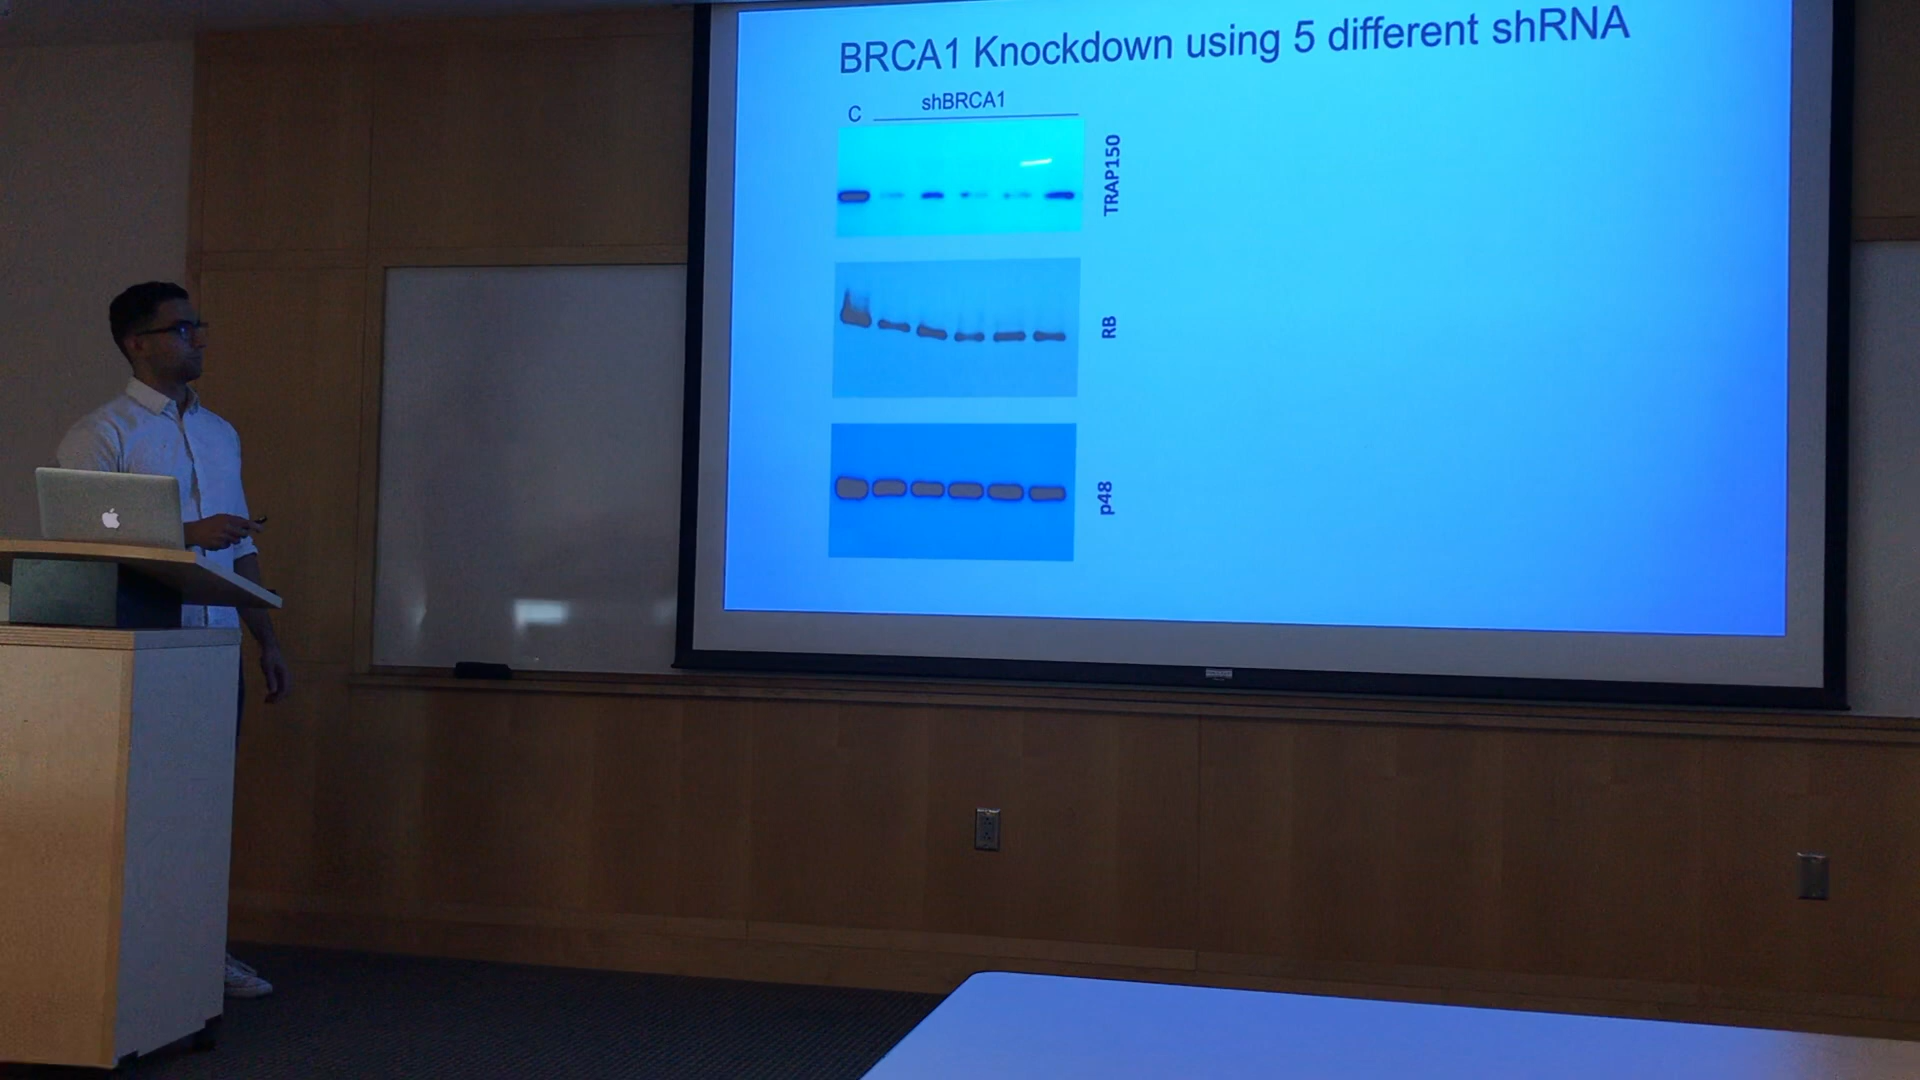 BRCA1 Knockdown using 5 different shRNA
C shBRCA1
TRAP150
RB
p48